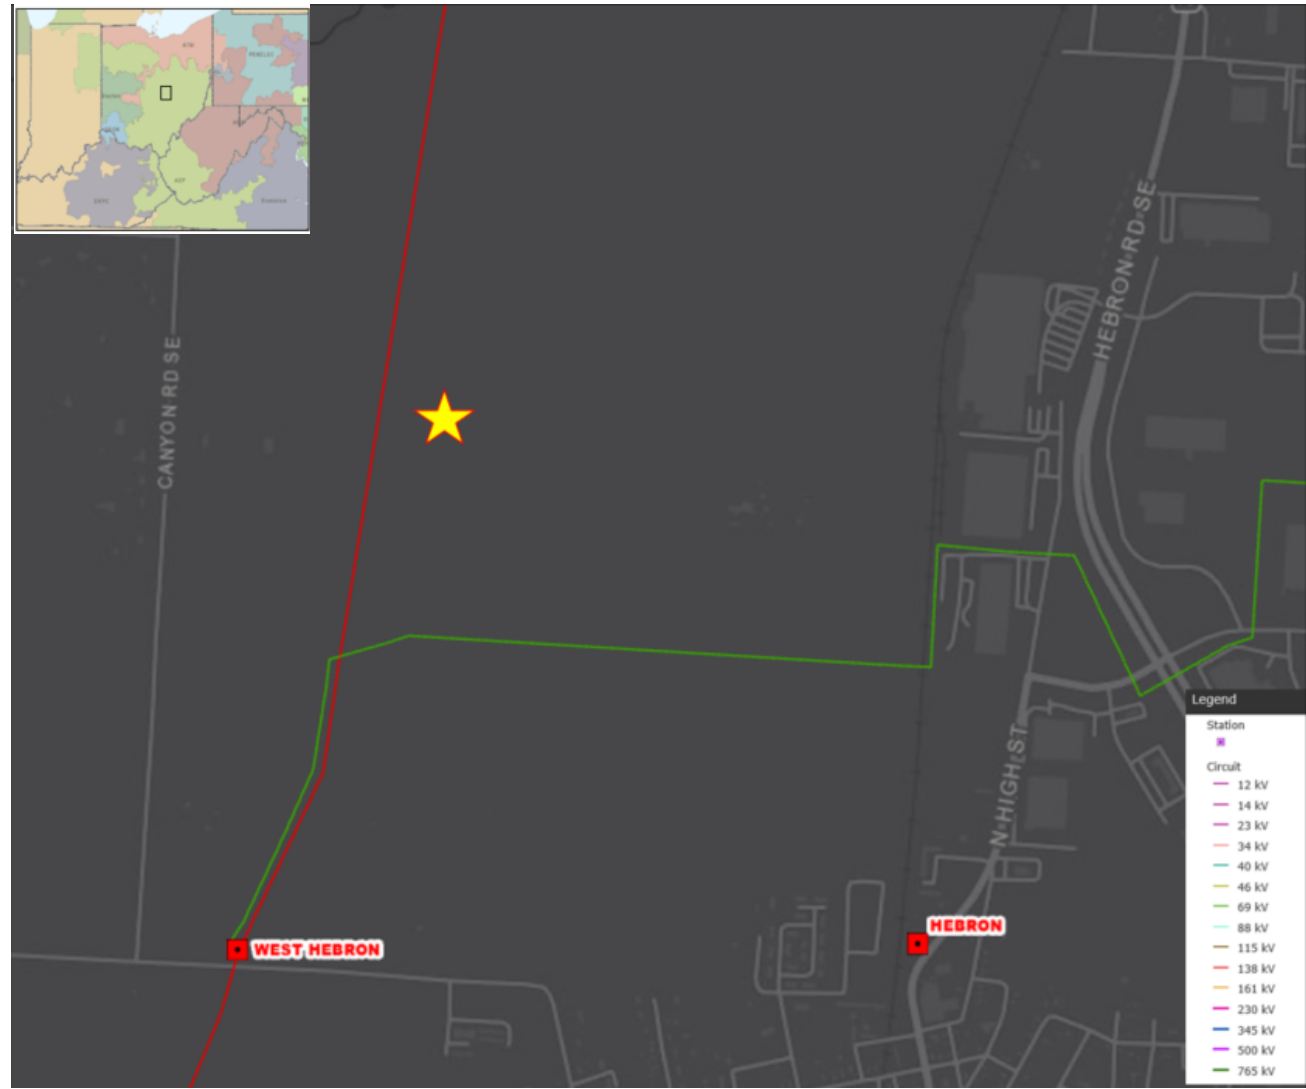 AEP
HEBRON RD SE
CANYON RD SE
N HIGH ST
WEST HEBRON
HEBRON
Legend
Station
Circuit
12 kV
14 kV
23 kV
34 kV
40 kV
46 kV
69 kV
88 kV
115 kV
138 kV
161 kV
230 kV
345 kV
500 kV
765 kV